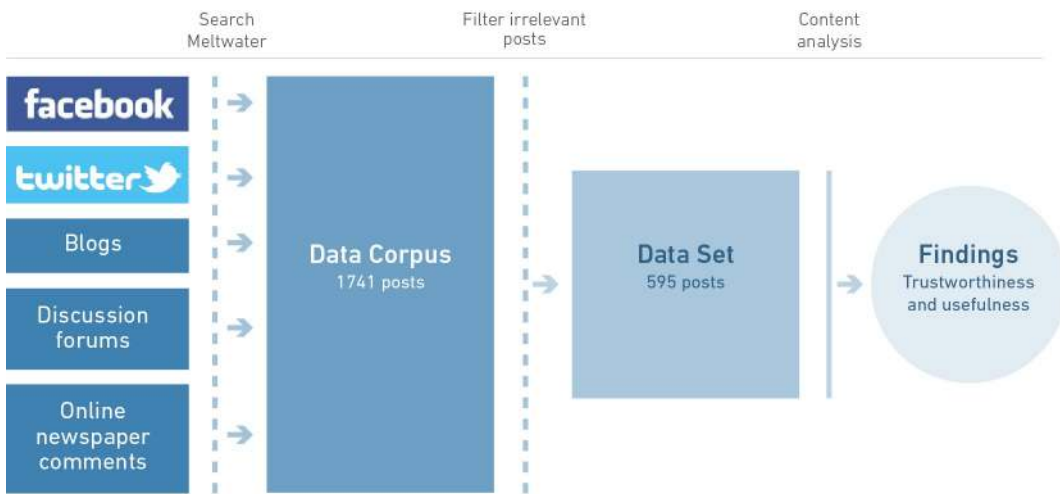 Search
Meltwater
Filter irrelevant
posts
Content
analysis
facebook
twitter
Blogs
Discussion
forums
Online
newspaper
comments
Data Corpus
1741 posts
Data Set
595 posts
Findings
Trustworthiness
and usefulness